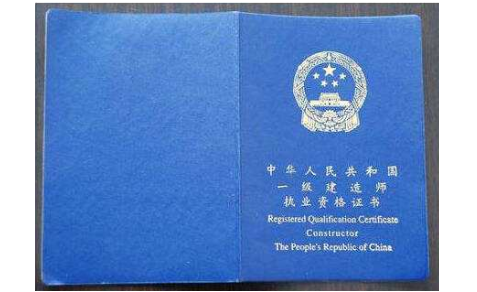 中华人民共和国
一级建造师
执业资格证书
Registered Qualification Certificate
Constructor
The People's Republic of China